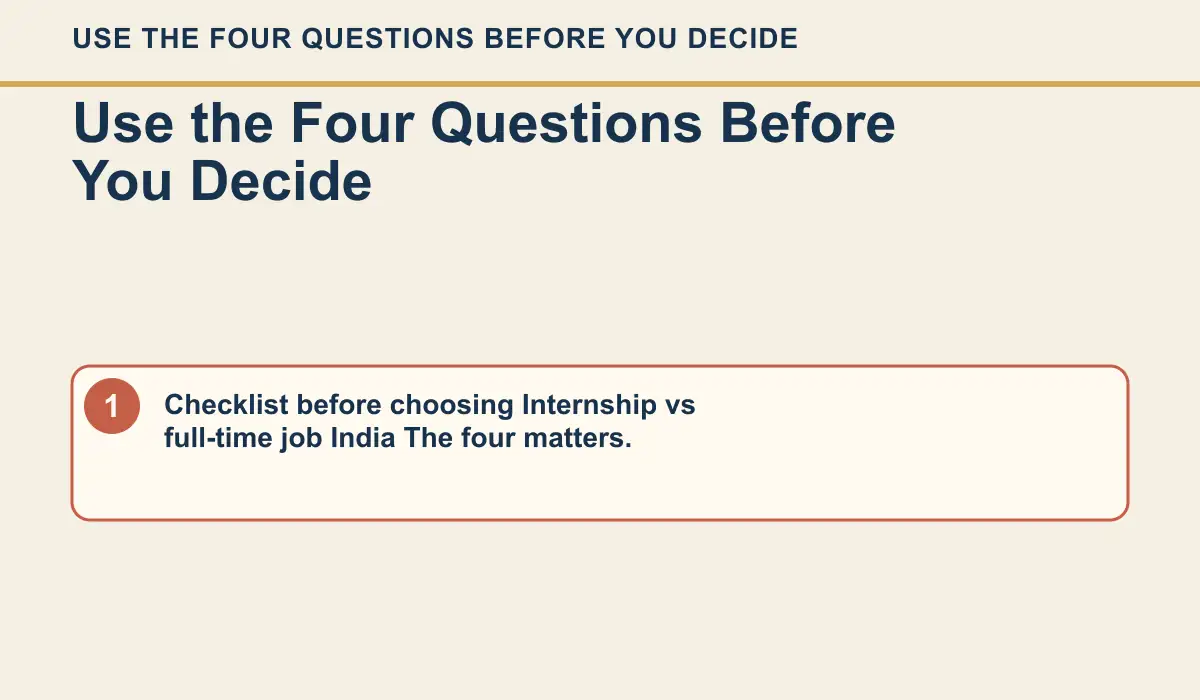 USE THE FOUR QUESTIONS BEFORE YOU DECIDE
Use the Four Questions Before
You Decide
1
Checklist before choosing Internship vs
full-time job India The four matters.